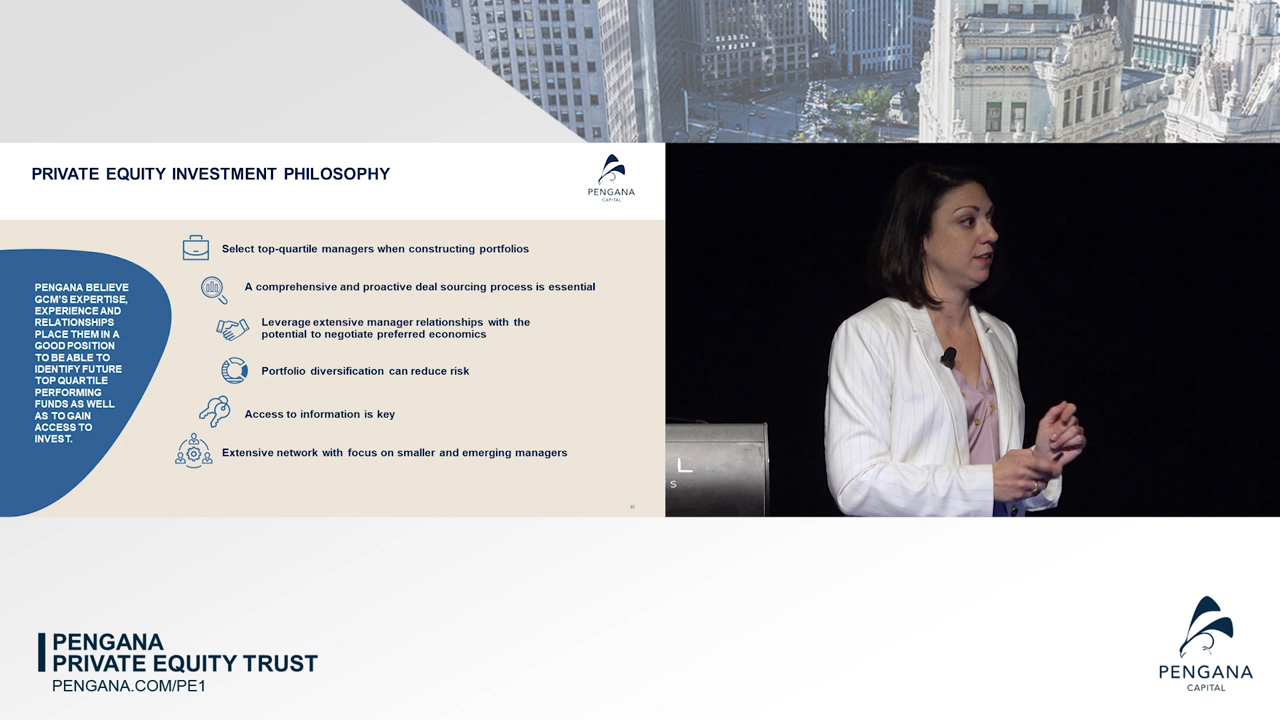 PRIVATE EQUITY INVESTMENT PHILOSOPHY
PENGANA
CAPITAL
PENGANA BELIEVE
GCM'S EXPERTISE,
EXPERIENCE AND
RELATIONSHIPS
PLACE THEM IN A
GOOD POSITION
TO BE ABLE TO
IDENTIFY FUTURE
TOP QUARTILE
PERFORMING
FUNDS AS WELL
AS TO GAIN
ACCESS TO
INVEST.
Select top-quartile managers when constructing portfolios
A comprehensive and proactive deal sourcing process is essential
Leverage extensive manager relationships with the
potential to negotiate preferred economics
Portfolio diversification can reduce risk
Access to information is key
Extensive network with focus on smaller and emerging managers
L
S
PENGANA
PRIVATE EQUITY TRUST
PENGANA.COM/PE1
PENGANA
CAPITAL